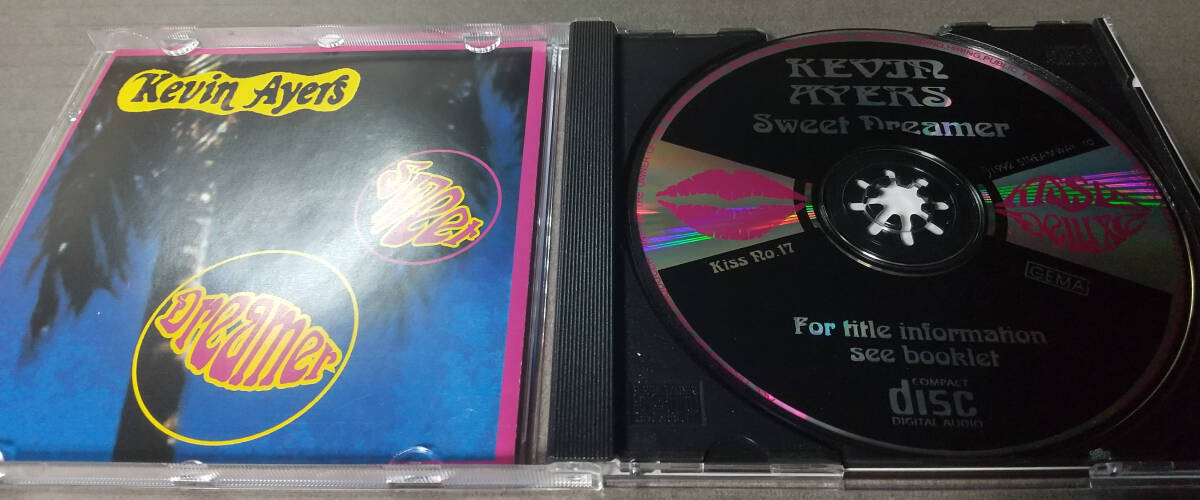 Kevin Ayers
Sweet
Dreamer
KEVIN
AYERS
Sweet Dreamer
Kiss No.17
GEMA
For title information
see booklet
COMPACT
disc
DIGITAL AUDIO